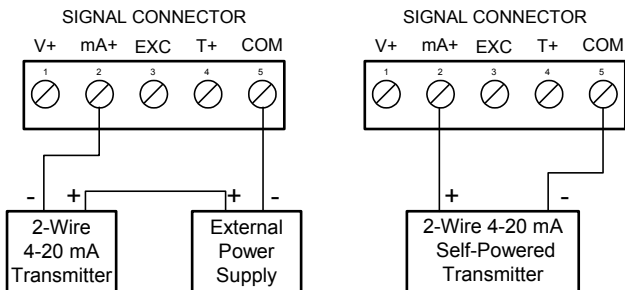 SIGNAL CONNECTOR
V+ mA+ EXC T+ COM
1 2 3 4 5
- + + -
2-Wire
4-20 mA
Transmitter
External
Power
Supply
SIGNAL CONNECTOR
V+ mA+ EXC T+ COM
1 2 3 4 5
+ -
2-Wire 4-20 mA
Self-Powered
Transmitter